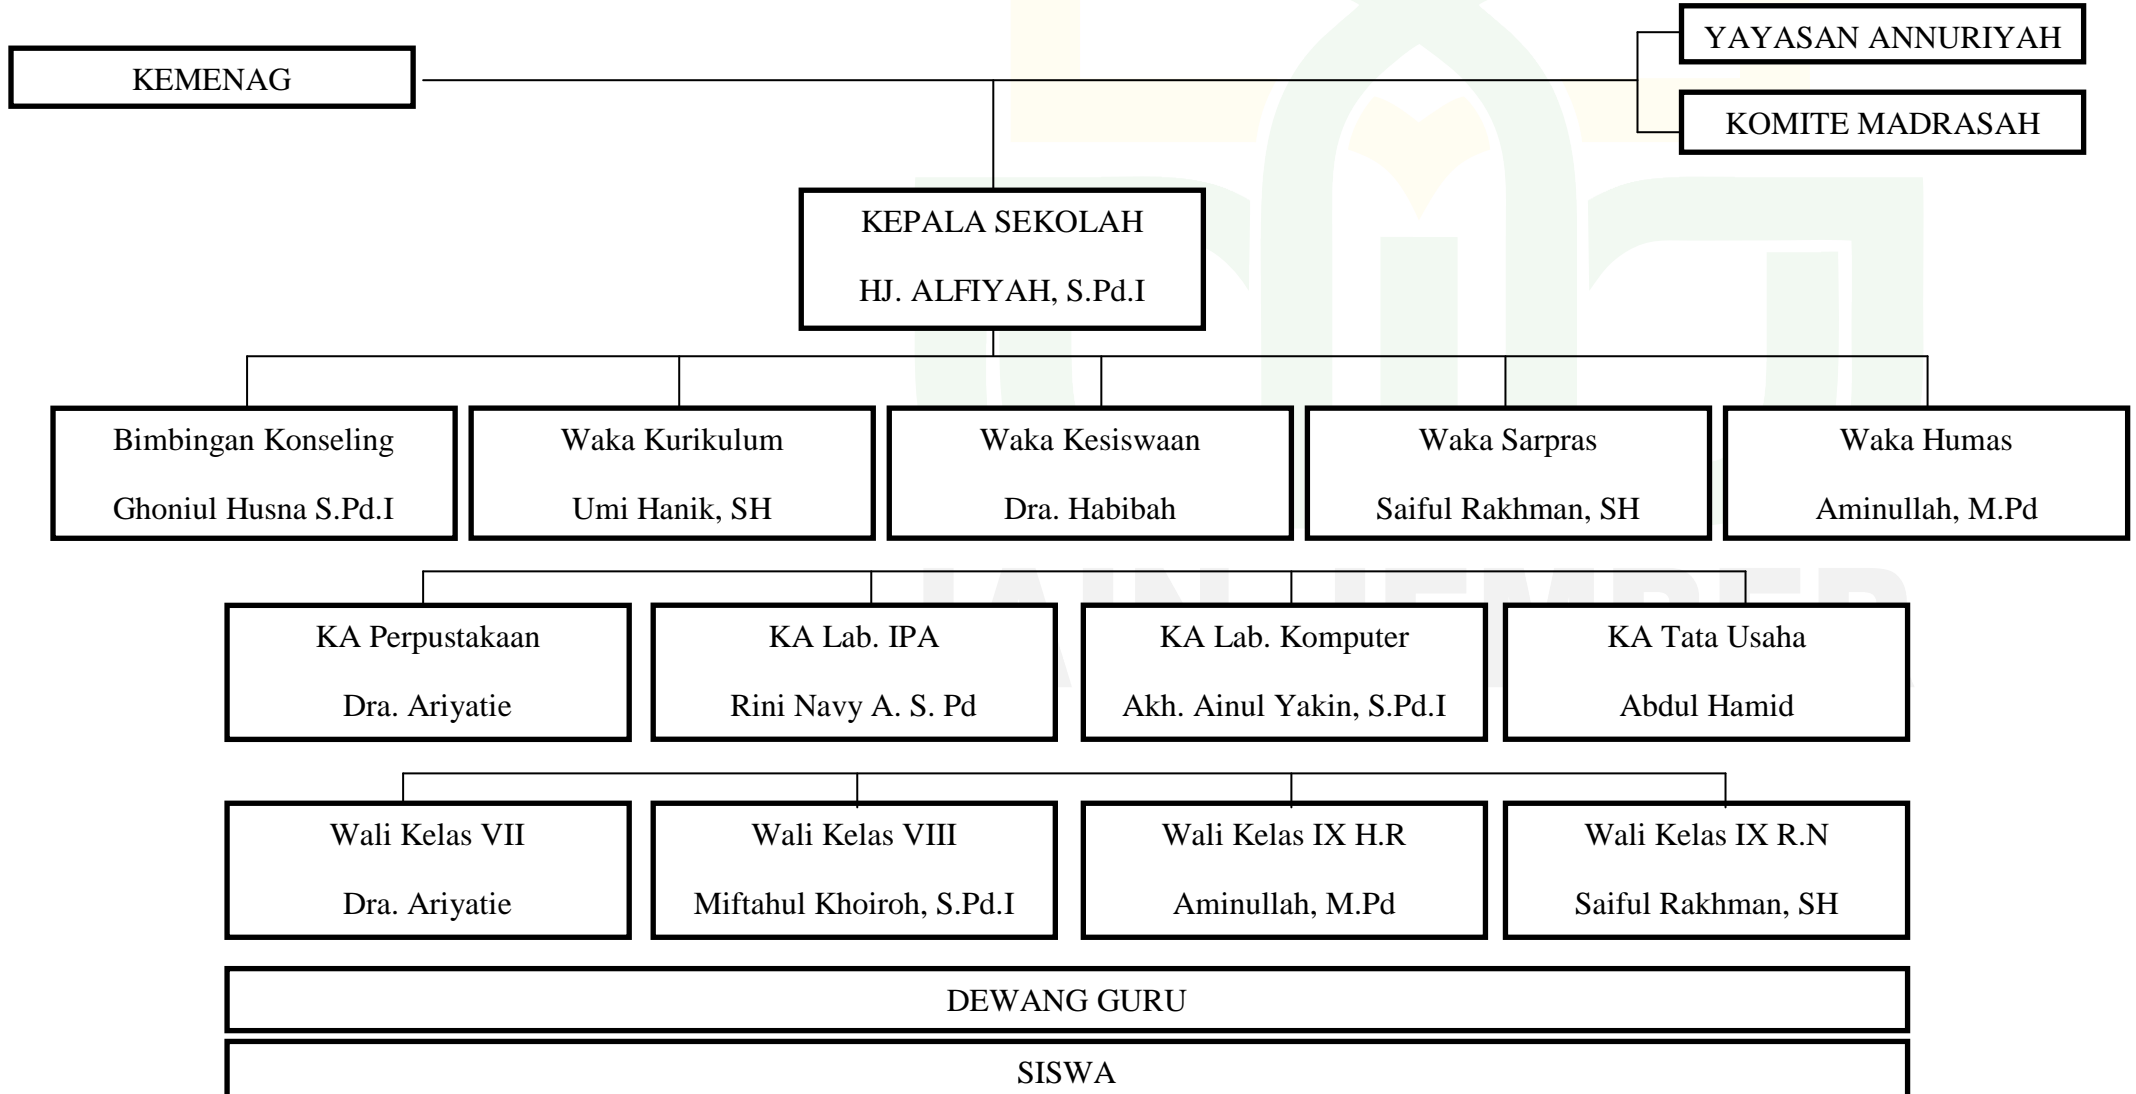 YAYASAN ANNURIYAH
KEMENAG
KOMITE MADRASAH
KEPALA SEKOLAH
HJ. ALFIYAH, S.Pd.I
Bimbingan Konseling
Ghoniul Husna S.Pd.I
Waka Kurikulum
Umi Hanik, SH
Waka Kesiswaan
Dra. Habibah
Waka Sarpras
Saiful Rakhman, SH
Waka Humas
Aminullah, M.Pd
KA Perpustakaan
Dra. Ariyatie
KA Lab. IPA
Rini Navy A. S. Pd
KA Lab. Komputer
Akh. Ainul Yakin, S.Pd.I
KA Tata Usaha
Abdul Hamid
Wali Kelas VII
Dra. Ariyatie
Wali Kelas VIII
Miftahul Khoiroh, S.Pd.I
Wali Kelas IX H.R
Aminullah, M.Pd
Wali Kelas IX R.N
Saiful Rakhman, SH
DEWANG GURU
SISWA
IAIN JEMBER